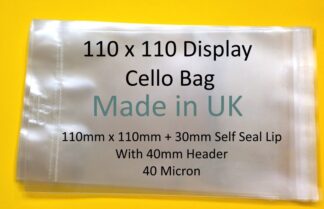 110 x 110 Display
Cello Bag
Made in UK
110mm x 110mm + 30mm Self Seal Lip
With 40mm Header
40 Micron